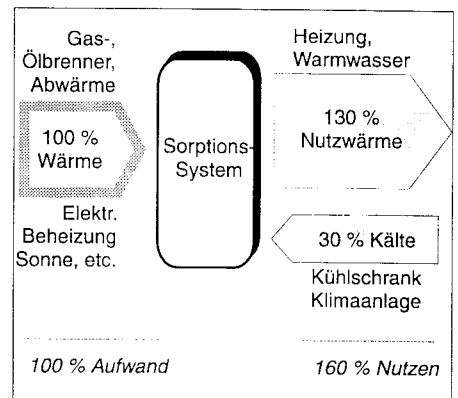 Gas-,
Ölbrenner,
Abwärme
100 %
Wärme
Elektr.
Beheizung
Sonne, etc.
Sorptions-
System
Heizung,
Warmwasser
130 %
Nutzwärme
30 % Kälte
Kühlschrank
Klimaanlage
100 % Aufwand
160 % Nutzen